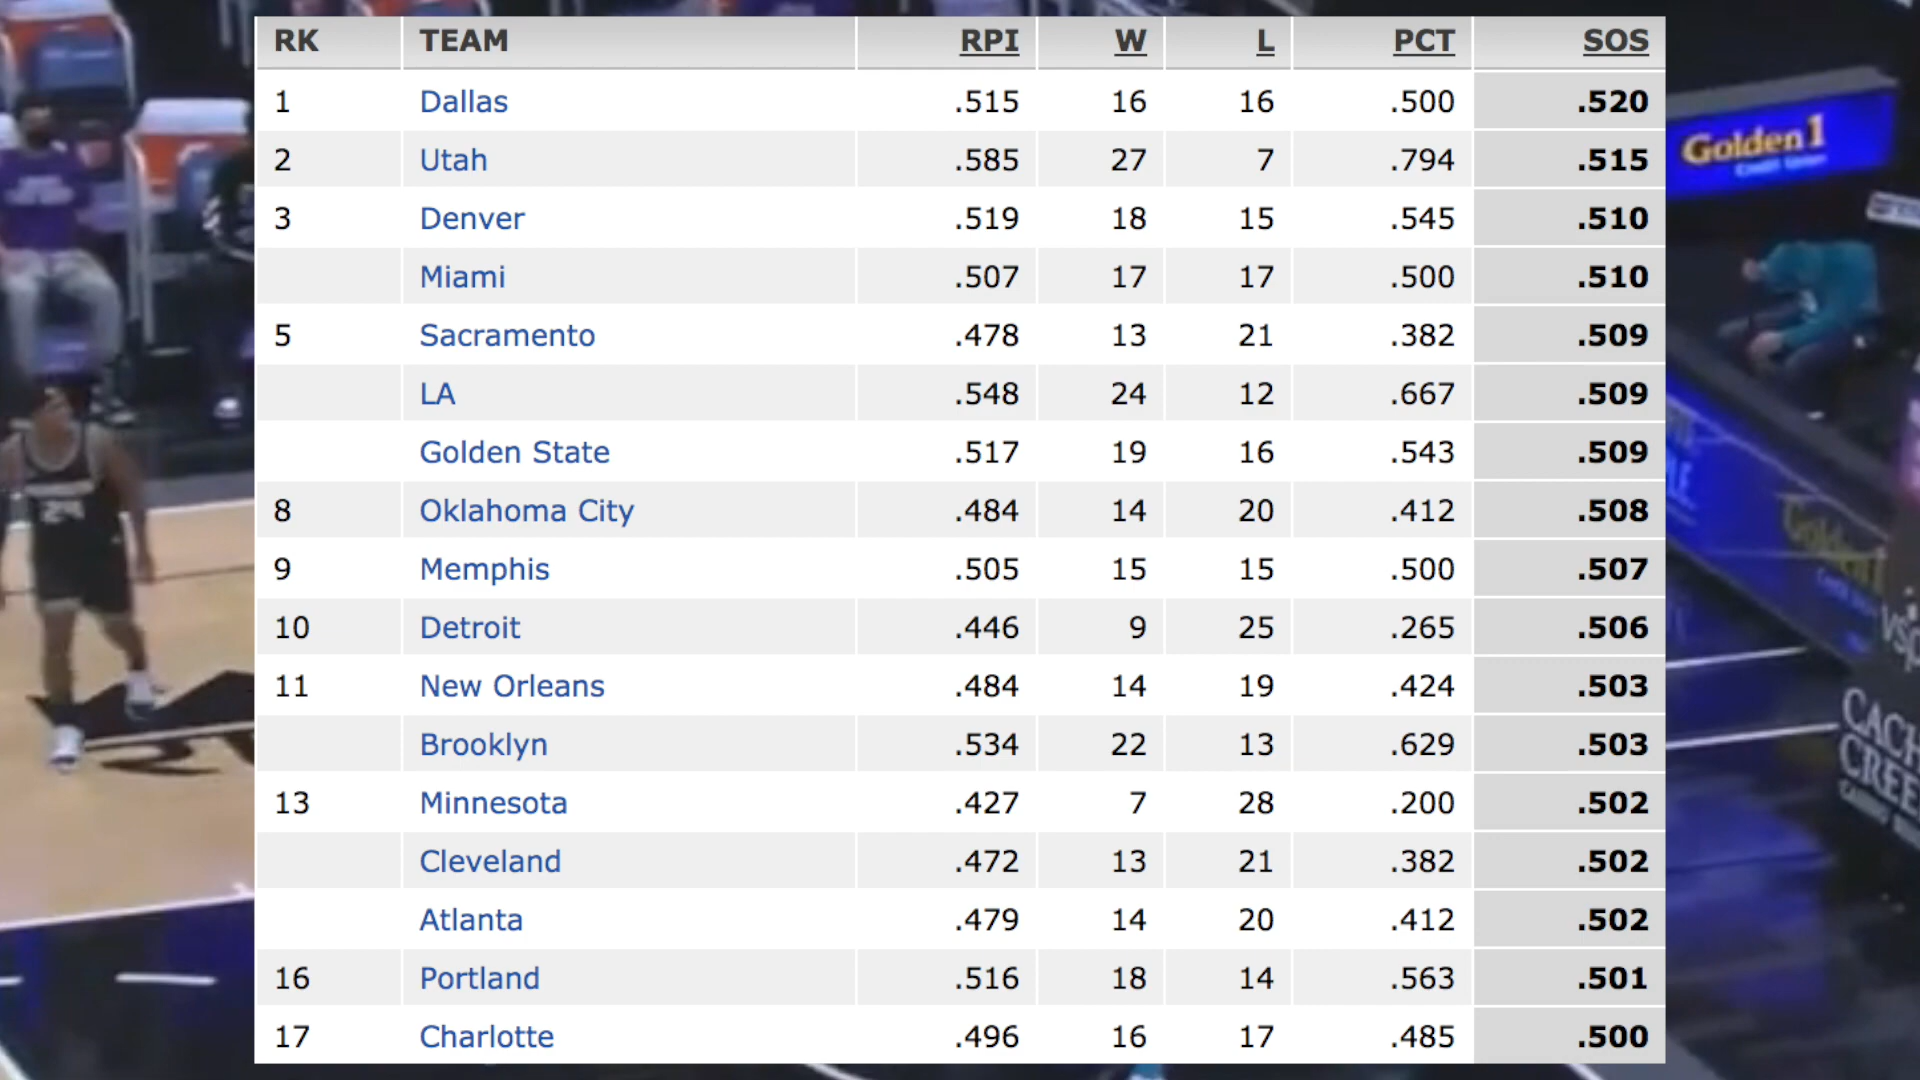 RK TEAM RPI W L PCT SOS
1 Dallas .515 16 16 .500 .520
2 Utah .585 27 7 .794 .515
3 Denver .519 18 15 .545 .510
Miami .507 17 17 .500 .510
5 Sacramento .478 13 21 .382 .509
LA .548 24 12 .667 .509
Golden State .517 19 16 .543 .509
8 Oklahoma City .484 14 20 .412 .508
9 Memphis .505 15 15 .500 .507
10 Detroit .446 9 25 .265 .506
11 New Orleans .484 14 19 .424 .503
Brooklyn .534 22 13 .629 .503
13 Minnesota .427 7 28 .200 .502
Cleveland .472 13 21 .382 .502
Atlanta .479 14 20 .412 .502
16 Portland .516 18 14 .563 .501
17 Charlotte .496 16 17 .485 .500
Golden 1
Credit Union
24
CACH
CREE